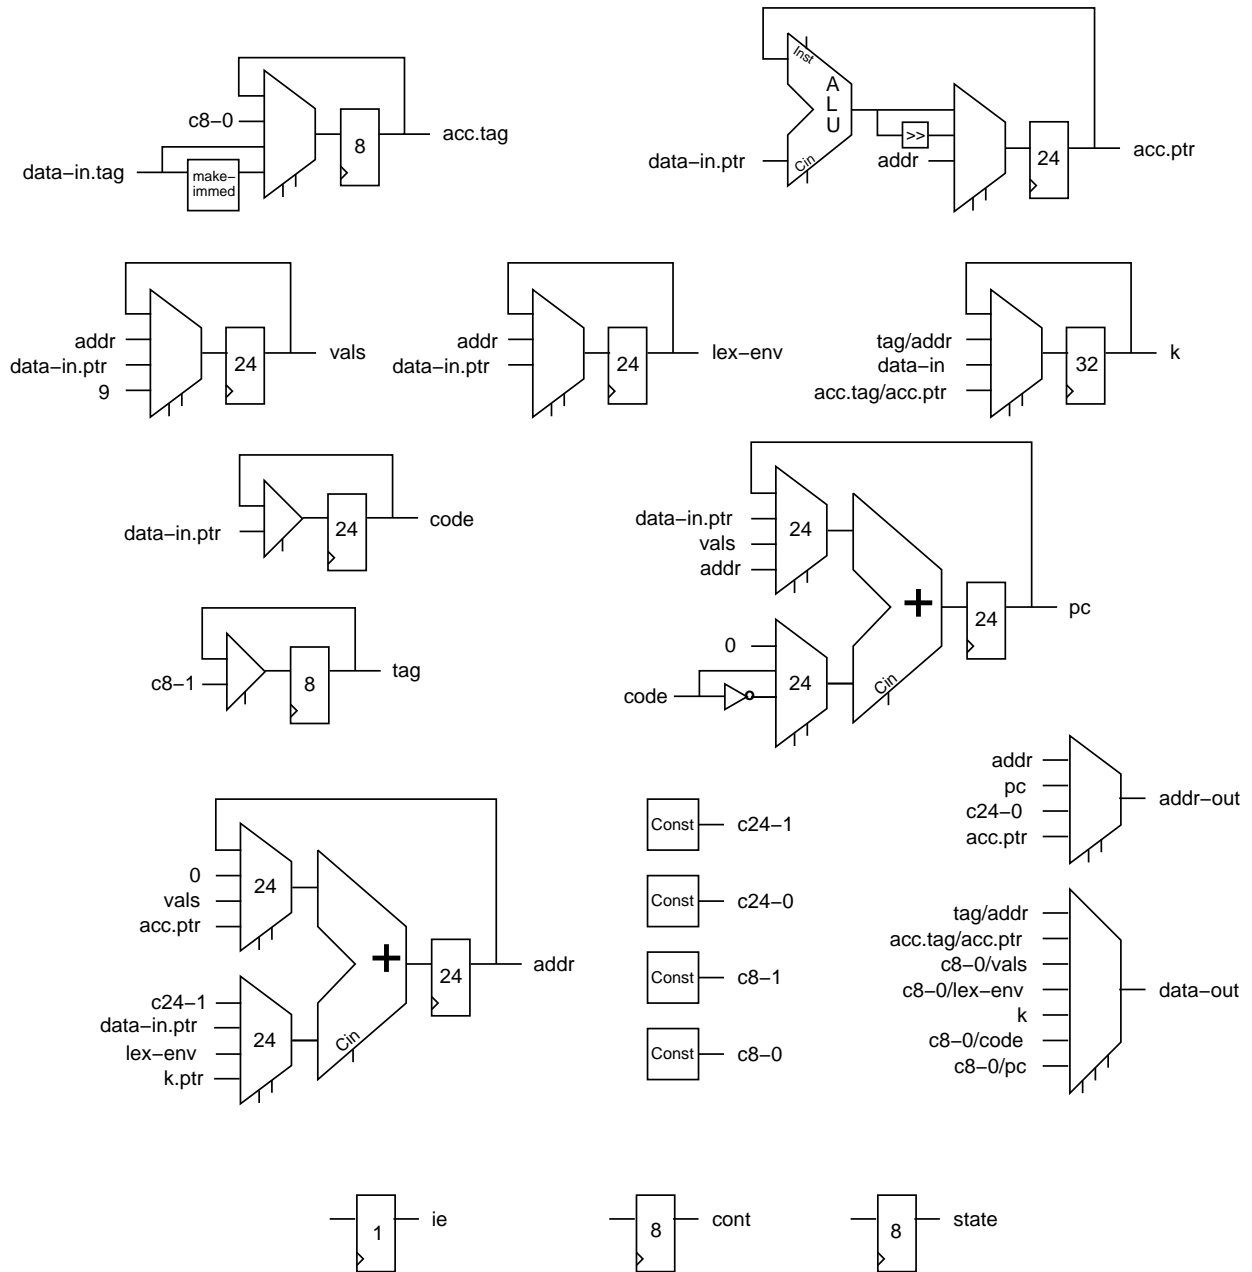 Inst
A
L
U
Cin
c8−0
8
acc.tag
data−in.tag
make−
immed
data−in.ptr
>>
addr
24
acc.ptr
addr
data−in.ptr
9
24
vals
addr
data−in.ptr
24
lex−env
tag/addr
data−in
acc.tag/acc.ptr
32
k
data−in.ptr
24
code
data−in.ptr
vals
addr
24
+
24
pc
0
code
24
Cin
c8−1
8
tag
addr
pc
c24−0
acc.ptr
addr−out
0
vals
acc.ptr
24
+
24
addr
c24−1
data−in.ptr
lex−env
k.ptr
24
Cin
Const
c24−1
Const
c24−0
Const
c8−1
Const
c8−0
tag/addr
acc.tag/acc.ptr
c8−0/vals
c8−0/lex−env
k
c8−0/code
c8−0/pc
data−out
1
ie
8
cont
8
state